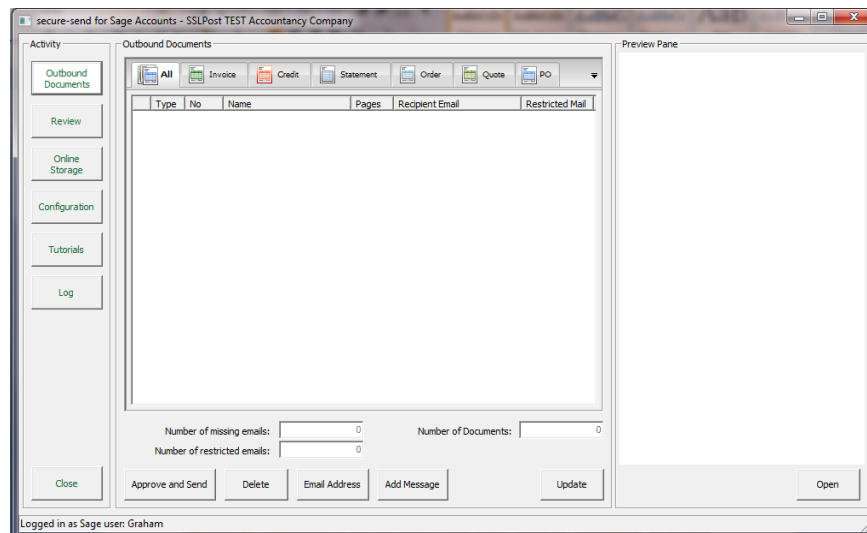 secure-send for Sage Accounts - SSLPost TEST Accountancy Company
Activity
Outbound
Documents
Review
Online
Storage
Configuration
Tutorials
Log
Close
Outbound Documents
All Invoice Credit Statement Order Quote PO
Type No Name Pages Recipient Email Restricted Mail
Number of missing emails: 0 Number of Documents: 0
Number of restricted emails: 0
Approve and Send Delete Email Address Add Message Update
Preview Pane
Open
Logged in as Sage user: Graham